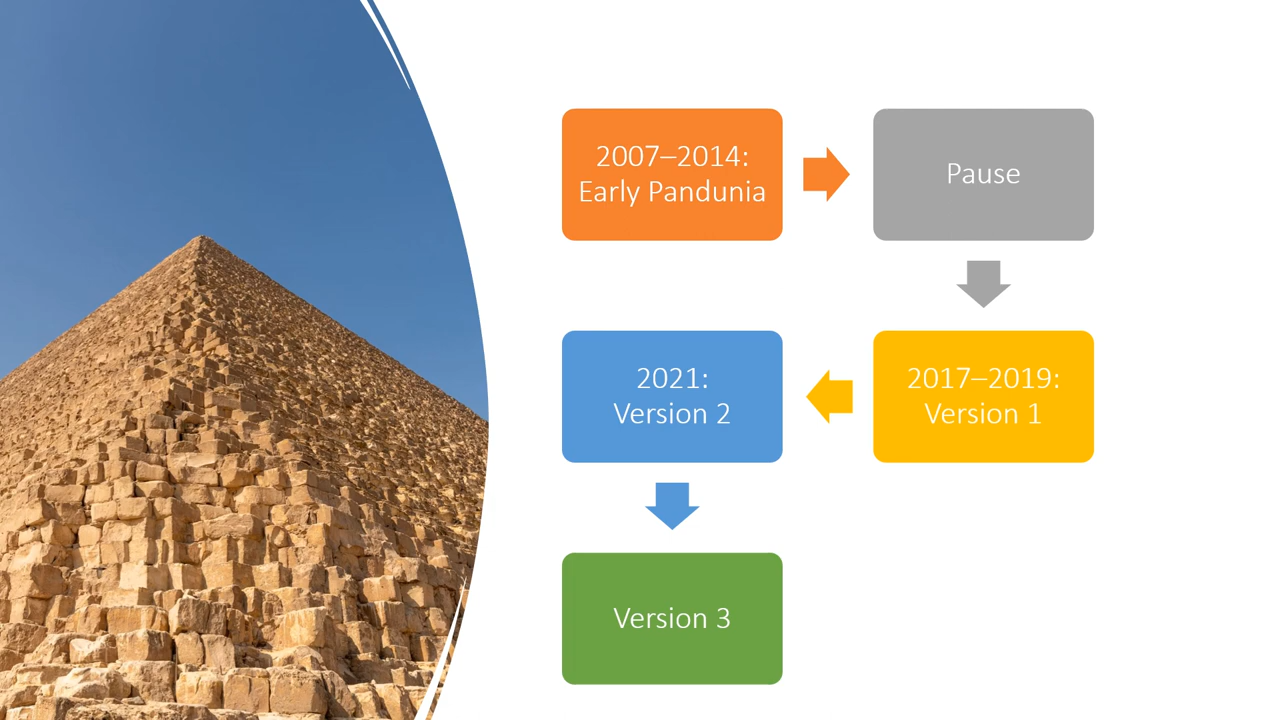 2007–2014:
Early Pandunia
Pause
2017–2019:
Version 1
2021:
Version 2
Version 3